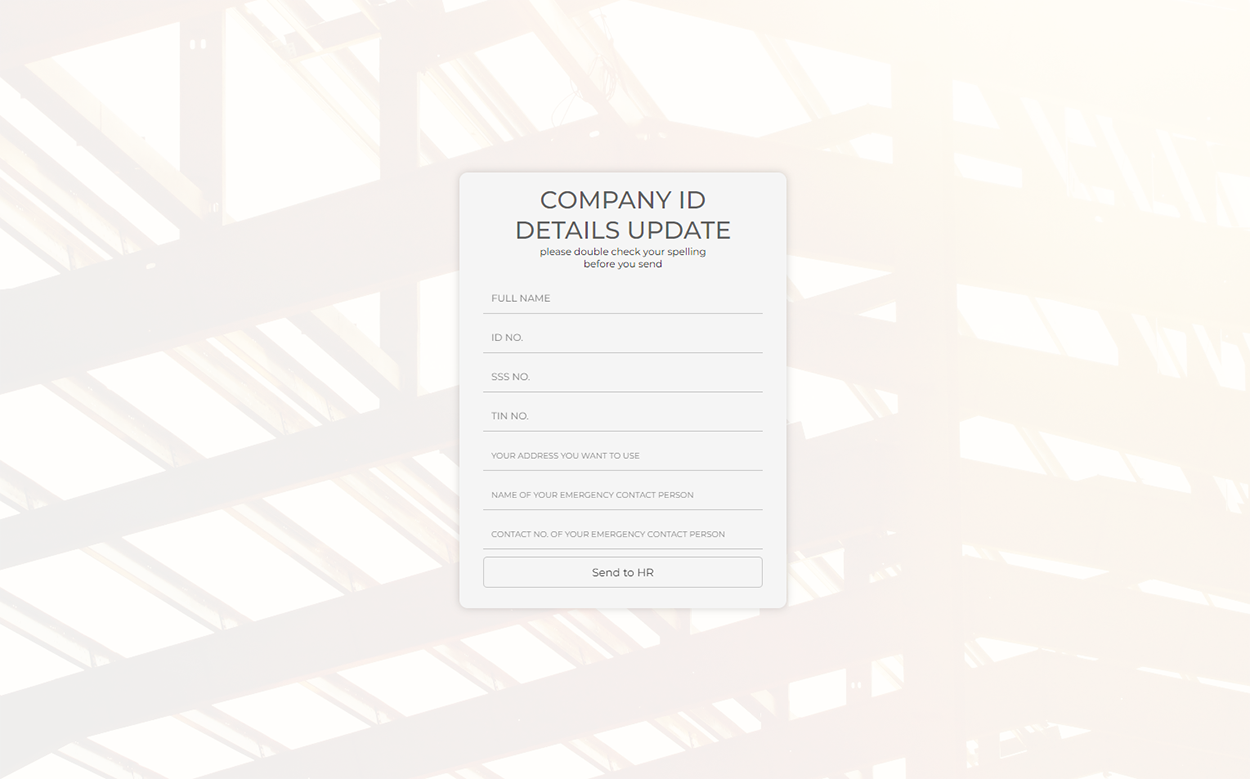 COMPANY ID
DETAILS UPDATE
please double check your spelling
before you send
FULL NAME
ID NO.
SSS NO.
TIN NO.
YOUR ADDRESS YOU WANT TO USE
NAME OF YOUR EMERGENCY CONTACT PERSON
CONTACT NO. OF YOUR EMERGENCY CONTACT PERSON
Send to HR